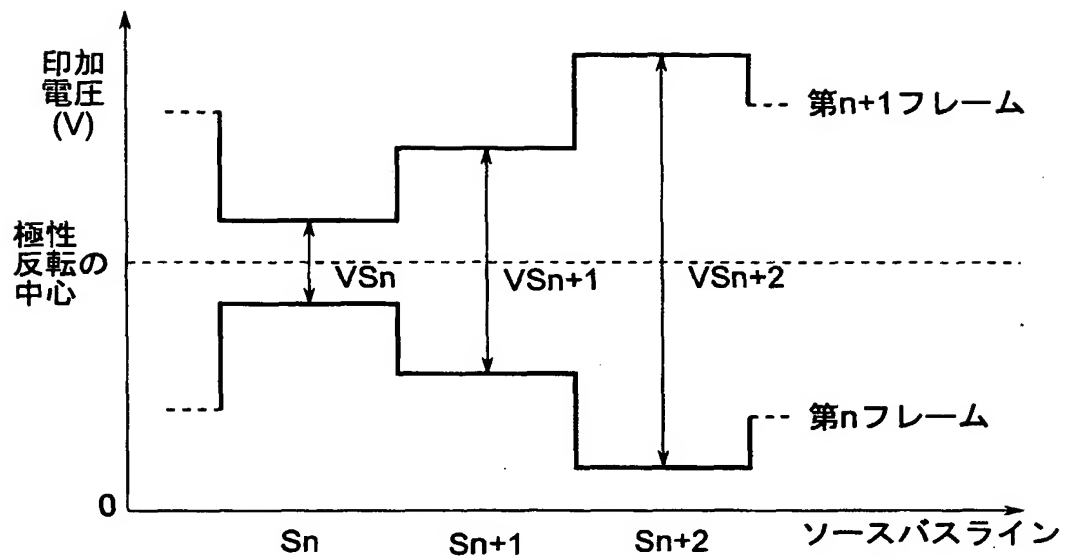 印加
電圧
(V)
第n+1フレーム
極性
反転の
中心
VSn
VSn+1
VSn+2
第nフレーム
0
Sn
Sn+1
Sn+2
ソースバスライン